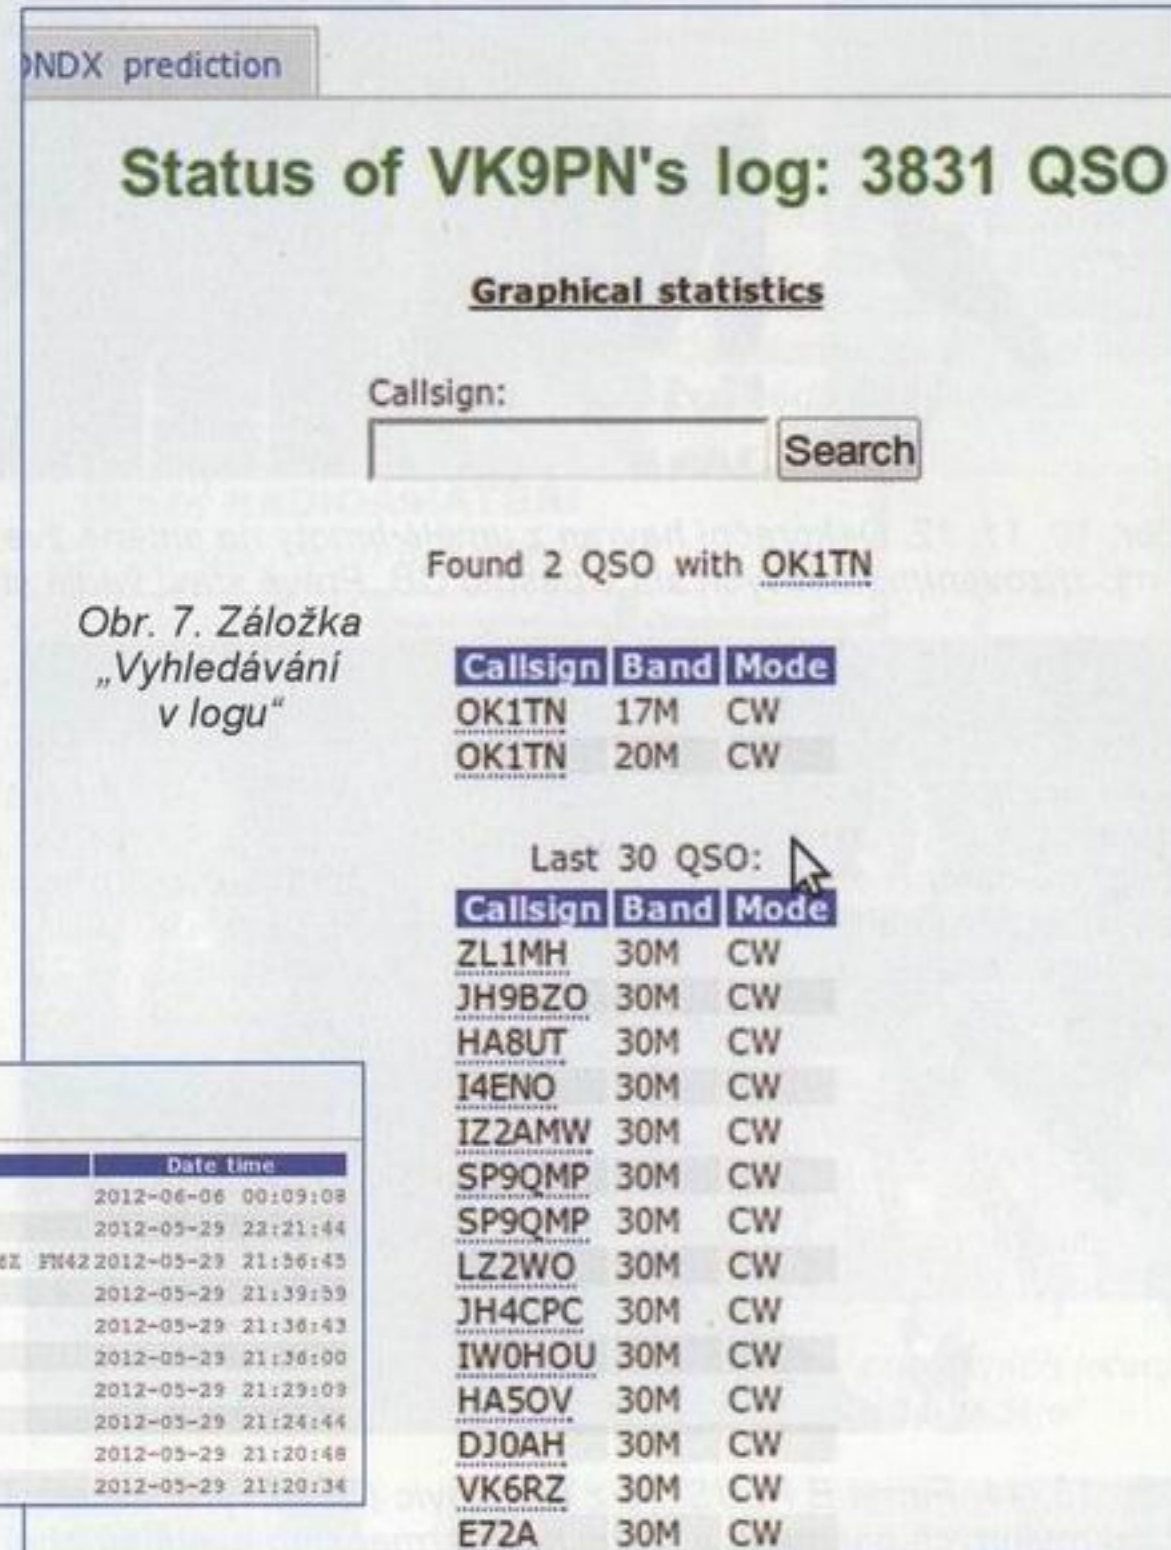 ONDX prediction
Status of VK9PN's log: 3831 QSO
Graphical statistics
Callsign:
Search
Found 2 QSO with OK1TN
Obr. 7. Záložka
„Vyhledávání
v logu“
Callsign Band Mode
OK1TN 17M CW
OK1TN 20M CW
Last 30 QSO:
Callsign Band Mode
ZL1MH 30M CW
JH9BZO 30M CW
HA8UT 30M CW
I4ENO 30M CW
IZ2AMW 30M CW
SP9QMP 30M CW
SP9QMP 30M CW
LZ2WO 30M CW
JH4CPC 30M CW
IW0HOU 30M CW
HA5OV 30M CW
DJ0AH 30M CW
VK6RZ 30M CW
E72A 30M CW
Date time
2012-06-06 00:09:08
2012-05-29 22:21:44
FN42 2012-05-29 21:56:45
2012-05-29 21:39:59
2012-05-29 21:36:43
2012-05-29 21:36:00
2012-05-29 21:29:09
2012-05-29 21:24:44
2012-05-29 21:20:48
2012-05-29 21:20:34